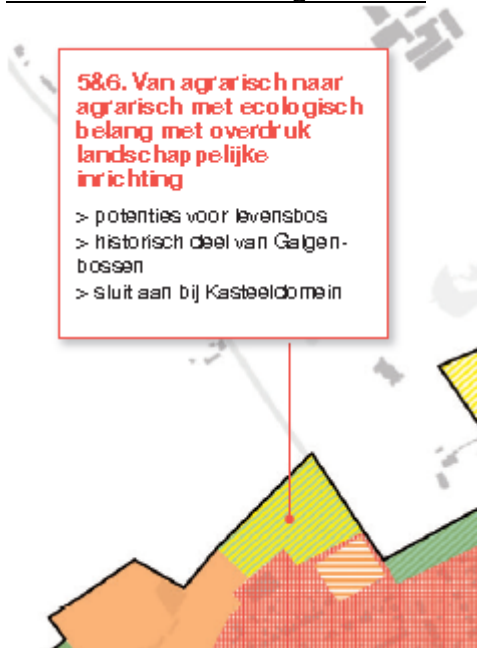 5&6. Van agrarisch naar
agrarisch met ecologisch
belang met overdruk
landschappelijke
inrichting
> potenties voor levensbos
> historisch deel van Galgen-
bossen
> sluit aan bij Kasteeldomein